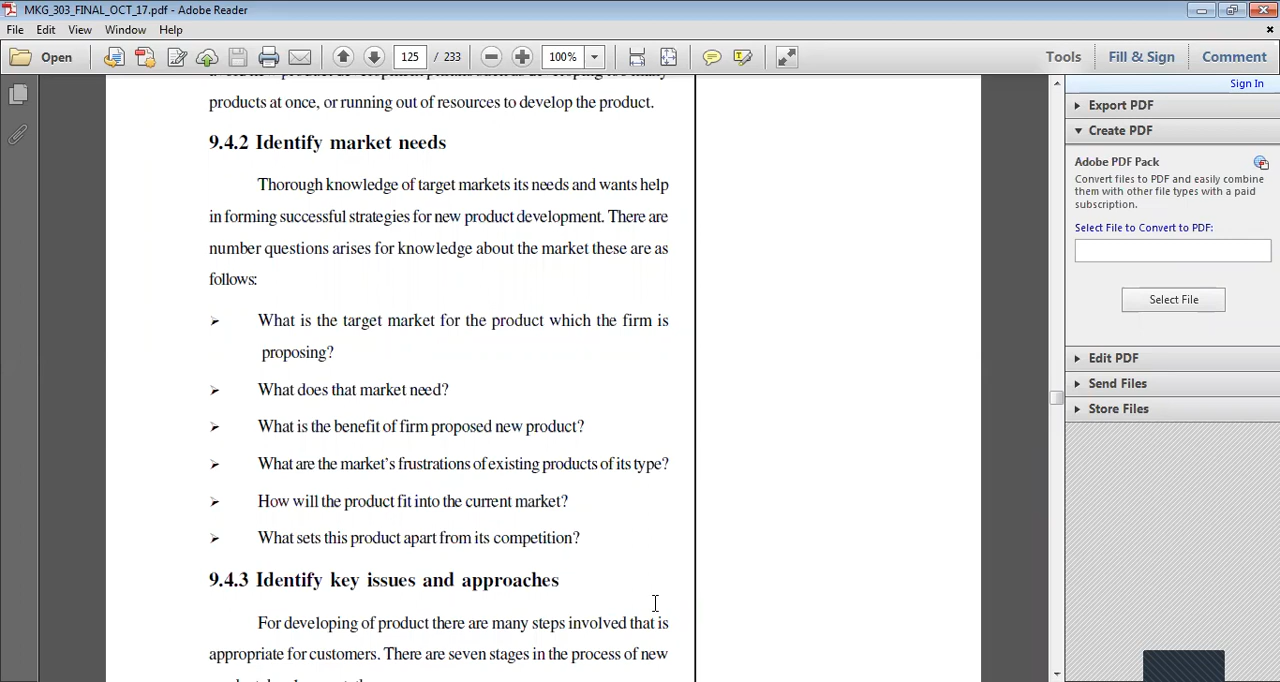 MKG_303_FINAL_OCT_17.pdf - Adobe Reader
File Edit View Window Help
Open 125 / 233 100% Tools Fill & Sign Comment
products at once, or running out of resources to develop the product.
9.4.2 Identify market needs
Thorough knowledge of target markets its needs and wants help
in forming successful strategies for new product development. There are
number questions arises for knowledge about the market these are as
follows:
➢ What is the target market for the product which the firm is
proposing?
➢ What does that market need?
➢ What is the benefit of firm proposed new product?
➢ What are the market's frustrations of existing products of its type?
➢ How will the product fit into the current market?
➢ What sets this product apart from its competition?
9.4.3 Identify key issues and approaches
For developing of product there are many steps involved that is
appropriate for customers. There are seven stages in the process of new
Sign In
Export PDF
Create PDF
Adobe PDF Pack
Convert files to PDF and easily combine
them with other file types with a paid
subscription.
Select File to Convert to PDF:
Select File
Edit PDF
Send Files
Store Files